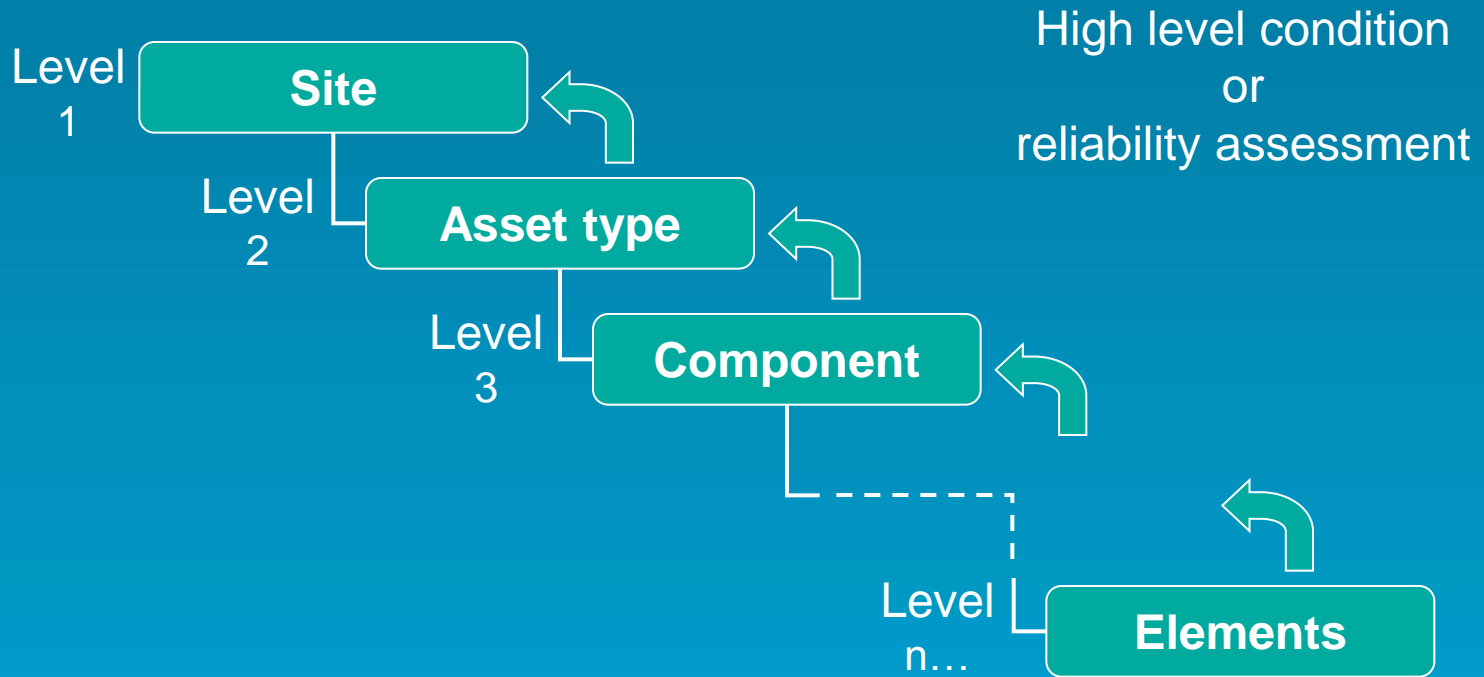 High level condition
or
reliability assessment
Level
1
Site
Level
2
Asset type
Level
3
Component
Level
n…
Elements